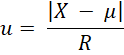 u = |X − μ| / R